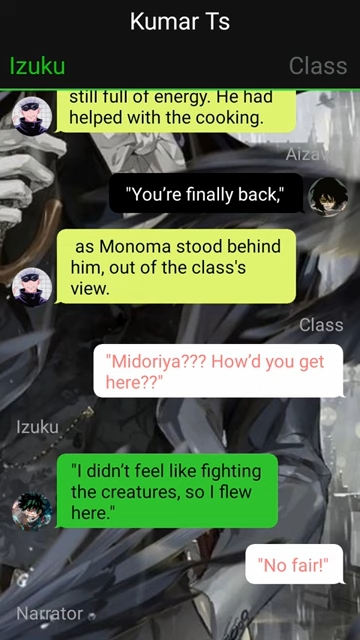 Kumar Ts
Izuku
Class
still full of energy. He had
helped with the cooking.
Aiza
"You’re finally back,"
as Monoma stood behind
him, out of the class's
view.
Class
"Midoriya??? How’d you get
here??"
Izuku
"I didn’t feel like fighting
the creatures, so I flew
here."
"No fair!"
Narrator